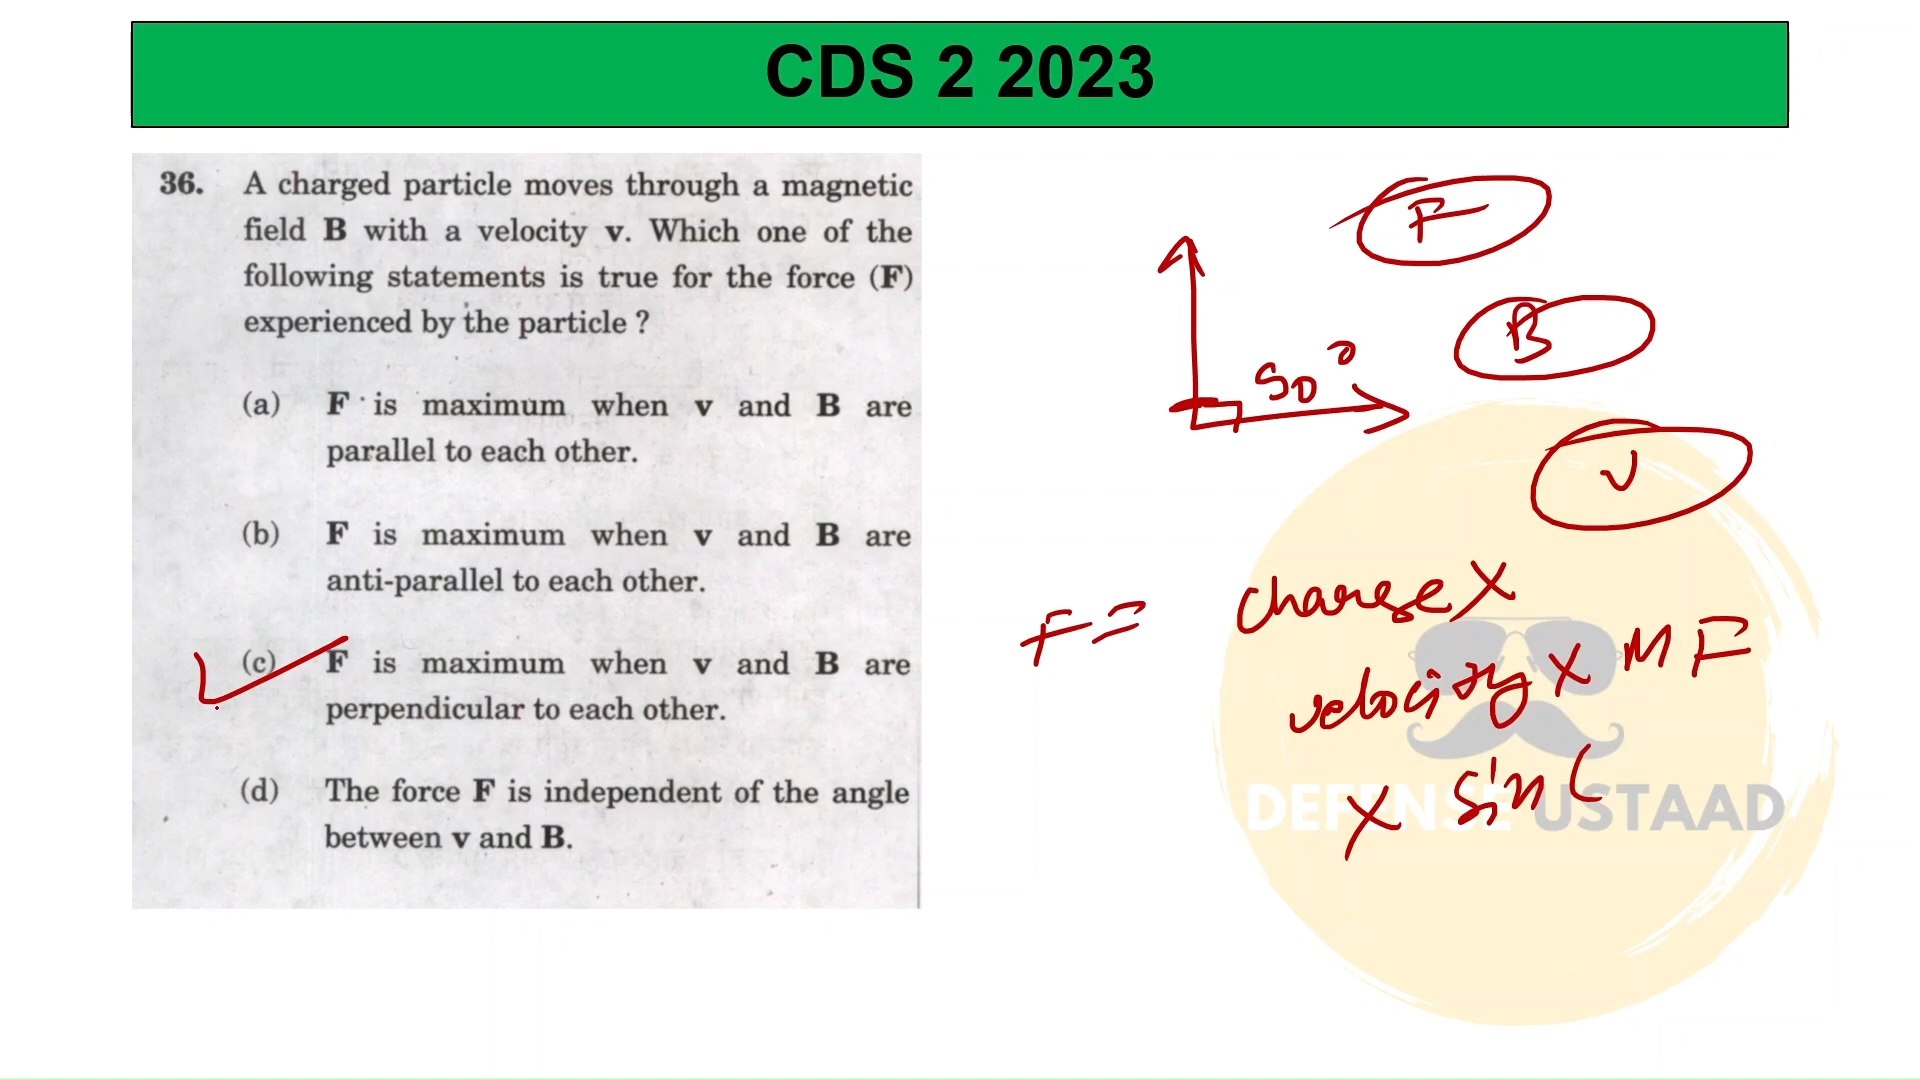 CDS 2 2023
36. A charged particle moves through a magnetic
field B with a velocity v. Which one of the
following statements is true for the force (F)
experienced by the particle ?
(a) F is maximum when v and B are
parallel to each other.
(b) F is maximum when v and B are
anti-parallel to each other.
(c) F is maximum when v and B are
perpendicular to each other.
(d) The force F is independent of the angle
between v and B.
F
B
90°
V
F = charge X
velocity X MF
X sin (
DEFENSE USTAAD